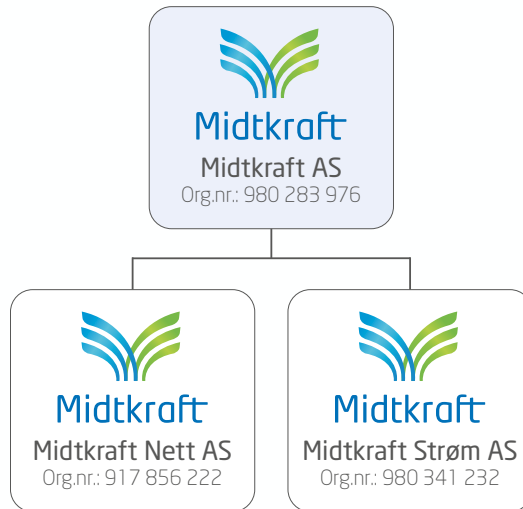 Midtkraft
Midtkraft AS
Org.nr.: 980 283 976
Midtkraft
Midtkraft Nett AS
Org.nr.: 917 856 222
Midtkraft
Midtkraft Strøm AS
Org.nr.: 980 341 232